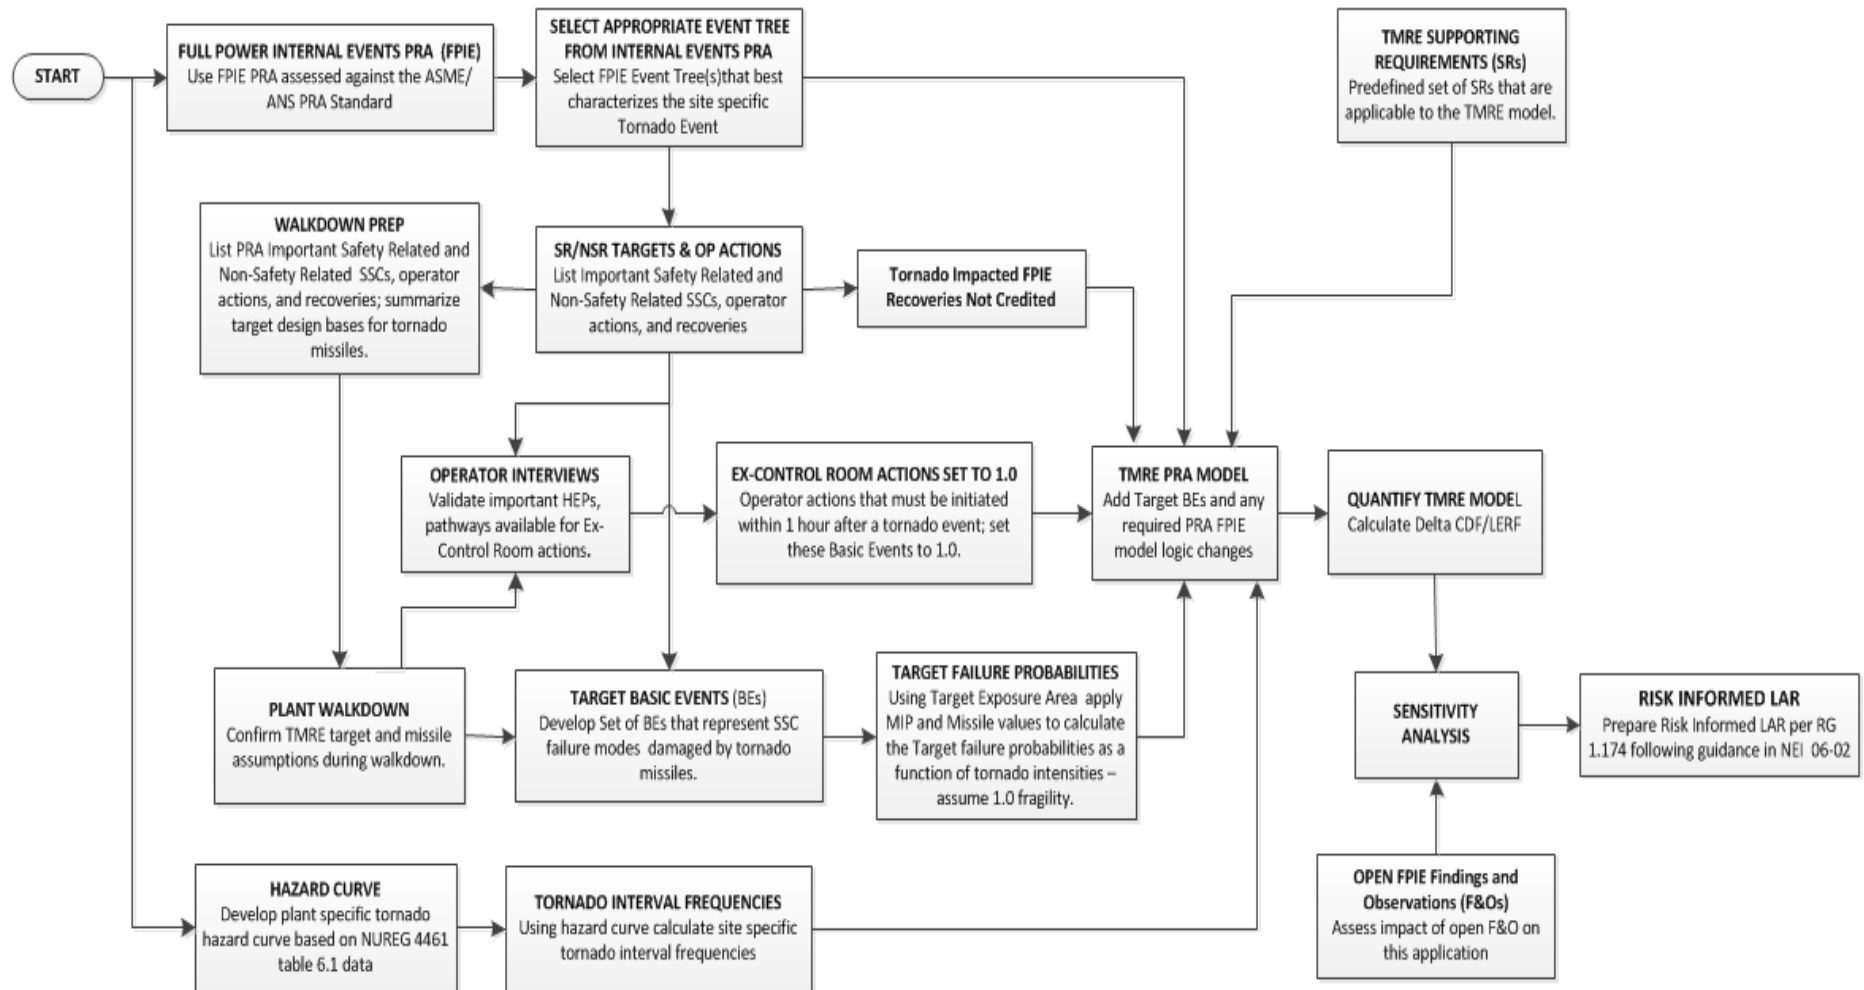 START
FULL POWER INTERNAL EVENTS PRA (FPIE)
Use FPIE PRA assessed against the ASME/
ANS PRA Standard
SELECT APPROPRIATE EVENT TREE
FROM INTERNAL EVENTS PRA
Select FPIE Event Tree(s)that best
characterizes the site specific
Tornado Event
TMRE SUPPORTING
REQUIREMENTS (SRs)
Predefined set of SRs that are
applicable to the TMRE model.
WALKDOWN PREP
List PRA Important Safety Related and
Non-Safety Related SSCs, operator
actions, and recoveries; summarize
target design bases for tornado
missiles.
SR/NSR TARGETS & OP ACTIONS
List Important Safety Related and
Non-Safety Related SSCs, operator
actions, and recoveries
Tornado Impacted FPIE
Recoveries Not Credited
OPERATOR INTERVIEWS
Validate important HEPs,
pathways available for Ex-
Control Room actions.
EX-CONTROL ROOM ACTIONS SET TO 1.0
Operator actions that must be initiated
within 1 hour after a tornado event; set
these Basic Events to 1.0.
TMRE PRA MODEL
Add Target BEs and any
required PRA FPIE
model logic changes
QUANTIFY TMRE MODEL
Calculate Delta CDF/LERF
PLANT WALKDOWN
Confirm TMRE target and missile
assumptions during walkdown.
TARGET BASIC EVENTS (BEs)
Develop Set of BEs that represent SSC
failure modes damaged by tornado
missiles.
TARGET FAILURE PROBABILITIES
Using Target Exposure Area apply
MIP and Missile values to calculate
the Target failure probabilities as a
function of tornado intensities –
assume 1.0 fragility.
SENSITIVITY
ANALYSIS
RISK INFORMED LAR
Prepare Risk Informed LAR per RG
1.174 following guidance in NEI 06-02
HAZARD CURVE
Develop plant specific tornado
hazard curve based on NUREG 4461
table 6.1 data
TORNADO INTERVAL FREQUENCIES
Using hazard curve calculate site specific
tornado interval frequencies
OPEN FPIE Findings and
Observations (F&Os)
Assess impact of open F&O on
this application